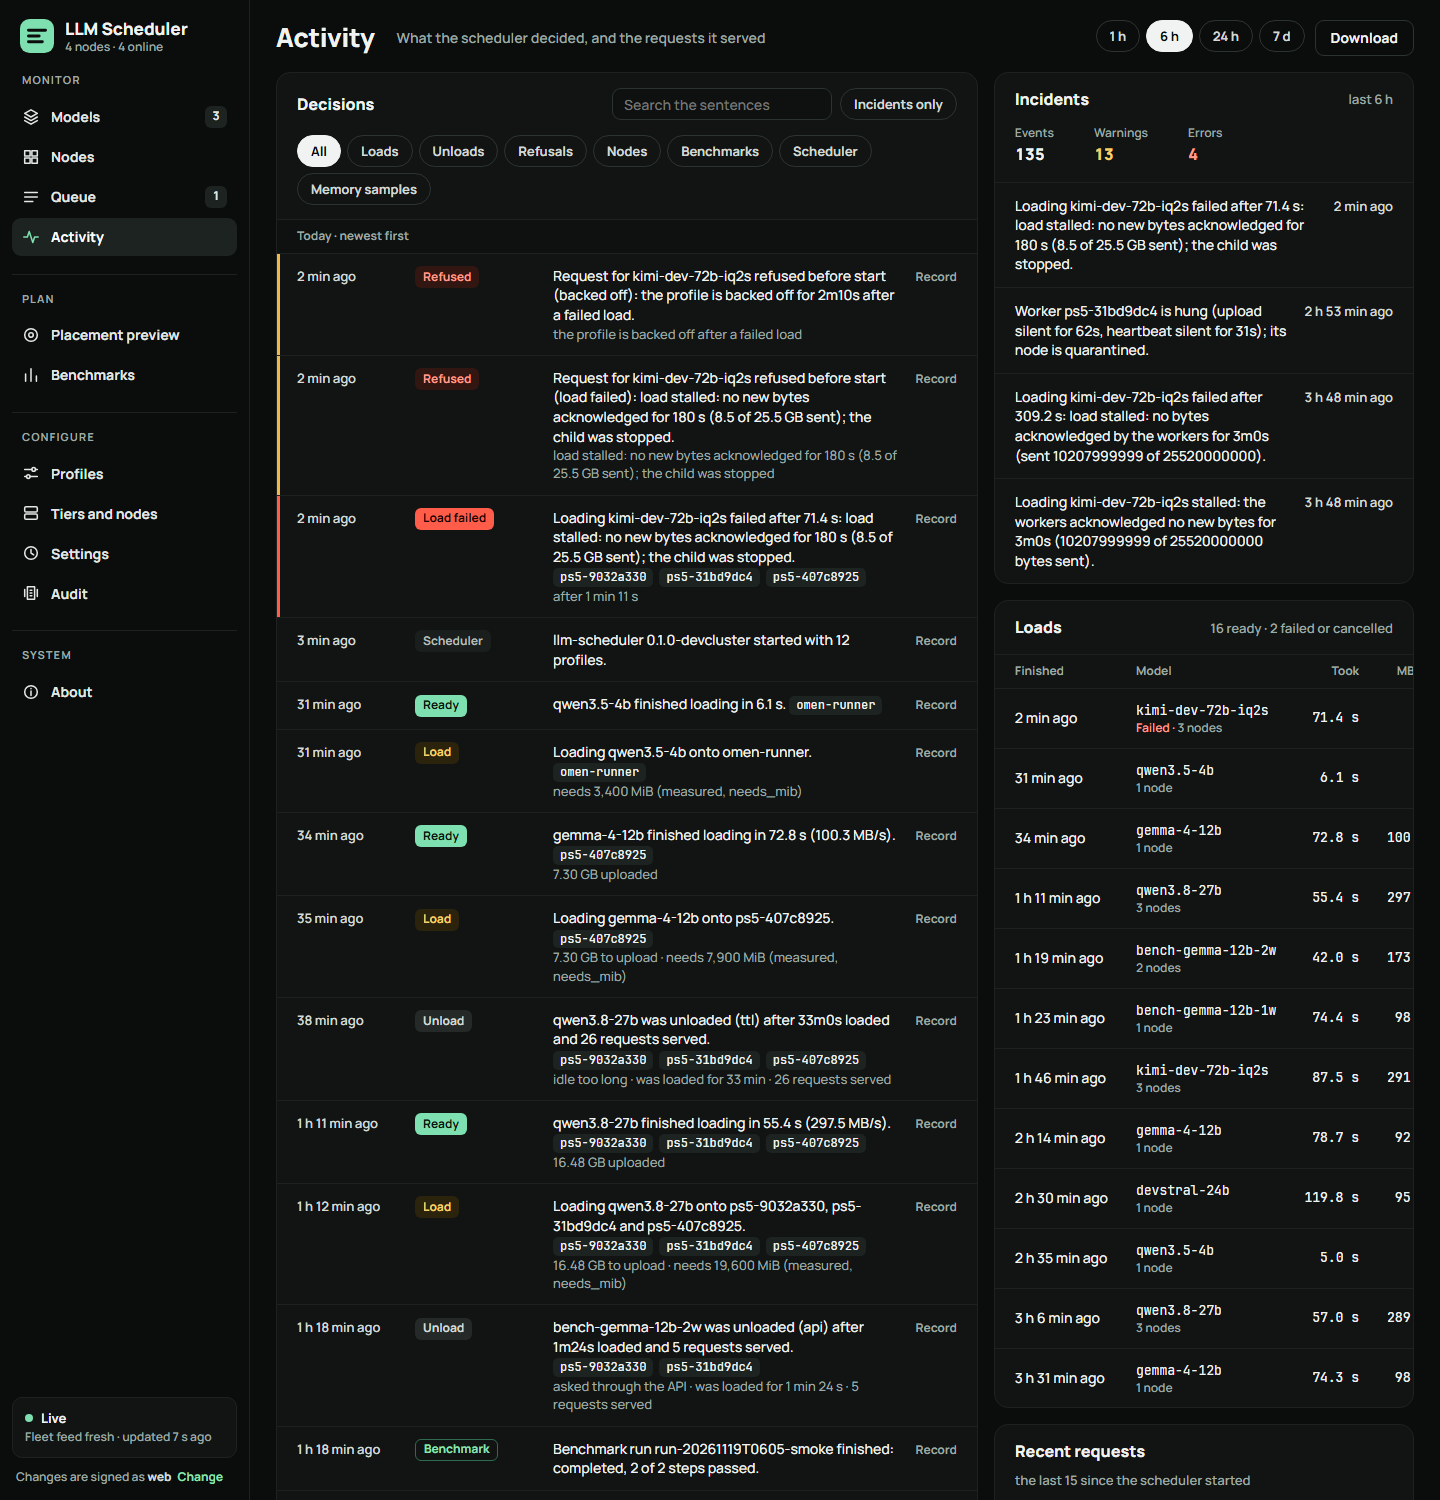 LLM Scheduler
4 nodes · 4 online
MONITOR
Models
3
Nodes
Queue
1
Activity
PLAN
Placement preview
Benchmarks
CONFIGURE
Profiles
Tiers and nodes
Settings
Audit
SYSTEM
About
Live
Fleet feed fresh · updated 7 s ago
Changes are signed as web Change
Activity
What the scheduler decided, and the requests it served
1 h
6 h
24 h
7 d
Download
Decisions
Search the sentences
Incidents only
All
Loads
Unloads
Refusals
Nodes
Benchmarks
Scheduler
Memory samples
Today · newest first
2 min ago
Refused
Request for kimi-dev-72b-iq2s refused before start
(backed off): the profile is backed off for 2m10s after
a failed load.
the profile is backed off after a failed load
Record
2 min ago
Refused
Request for kimi-dev-72b-iq2s refused before start
(load failed): load stalled: no new bytes
acknowledged for 180 s (8.5 of 25.5 GB sent); the
child was stopped.
load stalled: no new bytes acknowledged for 180 s (8.5 of
25.5 GB sent); the child was stopped
Record
2 min ago
Load failed
Loading kimi-dev-72b-iq2s failed after 71.4 s: load
stalled: no new bytes acknowledged for 180 s (8.5 of
25.5 GB sent); the child was stopped.
ps5-9032a330 ps5-31bd9dc4 ps5-407c8925
after 1 min 11 s
Record
3 min ago
Scheduler
llm-scheduler 0.1.0-devcluster started with 12
profiles.
Record
31 min ago
Ready
qwen3.5-4b finished loading in 6.1 s. omen-runner
Record
31 min ago
Load
Loading qwen3.5-4b onto omen-runner.
omen-runner
needs 3,400 MiB (measured, needs_mib)
Record
34 min ago
Ready
gemma-4-12b finished loading in 72.8 s (100.3 MB/s).
ps5-407c8925
7.30 GB uploaded
Record
35 min ago
Load
Loading gemma-4-12b onto ps5-407c8925.
ps5-407c8925
7.30 GB to upload · needs 7,900 MiB (measured,
needs_mib)
Record
38 min ago
Unload
qwen3.8-27b was unloaded (ttl) after 33m0s loaded
and 26 requests served.
ps5-9032a330 ps5-31bd9dc4 ps5-407c8925
idle too long · was loaded for 33 min · 26 requests served
Record
1 h 11 min ago
Ready
qwen3.8-27b finished loading in 55.4 s (297.5 MB/s).
ps5-9032a330 ps5-31bd9dc4 ps5-407c8925
16.48 GB uploaded
Record
1 h 12 min ago
Load
Loading qwen3.8-27b onto ps5-9032a330, ps5-
31bd9dc4 and ps5-407c8925.
ps5-9032a330 ps5-31bd9dc4 ps5-407c8925
16.48 GB to upload · needs 19,600 MiB (measured,
needs_mib)
Record
1 h 18 min ago
Unload
bench-gemma-12b-2w was unloaded (api) after
1m24s loaded and 5 requests served.
ps5-9032a330 ps5-31bd9dc4
asked through the API · was loaded for 1 min 24 s · 5
requests served
Record
1 h 18 min ago
Benchmark
Benchmark run run-20261119T0605-smoke finished:
completed, 2 of 2 steps passed.
Record
Incidents
last 6 h
Events
Warnings
Errors
135
13
4
Loading kimi-dev-72b-iq2s failed after 71.4 s:
load stalled: no new bytes acknowledged for
180 s (8.5 of 25.5 GB sent); the child was
stopped.
2 min ago
Worker ps5-31bd9dc4 is hung (upload
silent for 62s, heartbeat silent for 31s); its
node is quarantined.
2 h 53 min ago
Loading kimi-dev-72b-iq2s failed after
309.2 s: load stalled: no bytes
acknowledged by the workers for 3m0s
(sent 10207999999 of 25520000000).
3 h 48 min ago
Loading kimi-dev-72b-iq2s stalled: the
workers acknowledged no new bytes for
3m0s (10207999999 of 25520000000
bytes sent).
3 h 48 min ago
Loads
16 ready · 2 failed or cancelled
Finished
Model
Took
MB
2 min ago
kimi-dev-72b-iq2s
Failed · 3 nodes
71.4 s
31 min ago
qwen3.5-4b
1 node
6.1 s
34 min ago
gemma-4-12b
1 node
72.8 s
100
1 h 11 min ago
qwen3.8-27b
3 nodes
55.4 s
297
1 h 19 min ago
bench-gemma-12b-2w
2 nodes
42.0 s
173
1 h 23 min ago
bench-gemma-12b-1w
1 node
74.4 s
98
1 h 46 min ago
kimi-dev-72b-iq2s
3 nodes
87.5 s
291
2 h 14 min ago
gemma-4-12b
1 node
78.7 s
92
2 h 30 min ago
devstral-24b
1 node
119.8 s
95
2 h 35 min ago
qwen3.5-4b
1 node
5.0 s
3 h 6 min ago
qwen3.8-27b
3 nodes
57.0 s
289
3 h 31 min ago
gemma-4-12b
1 node
74.3 s
98
Recent requests
the last 15 since the scheduler started